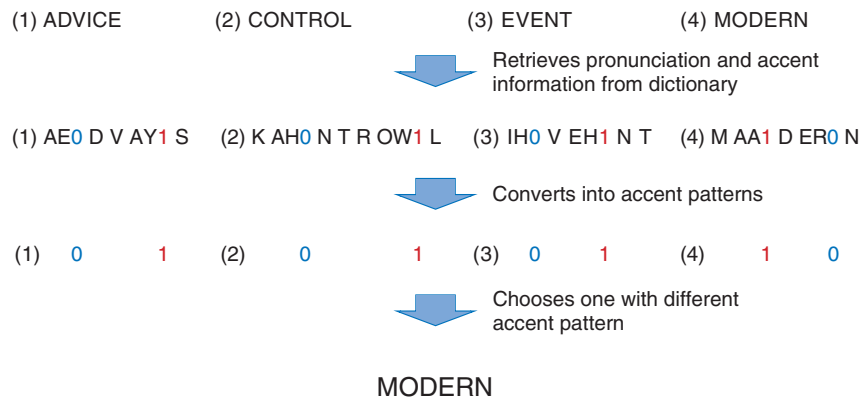 (1) ADVICE (2) CONTROL (3) EVENT (4) MODERN
Retrieves pronunciation and accent
information from dictionary
(1) AE0 D V AY1 S (2) K AH0 N T R OW1 L (3) IH0 V EH1 N T (4) M AA1 D ER0 N
Converts into accent patterns
(1) 0 1 (2) 0 1 (3) 0 1 (4) 1 0
Chooses one with different
accent pattern
MODERN